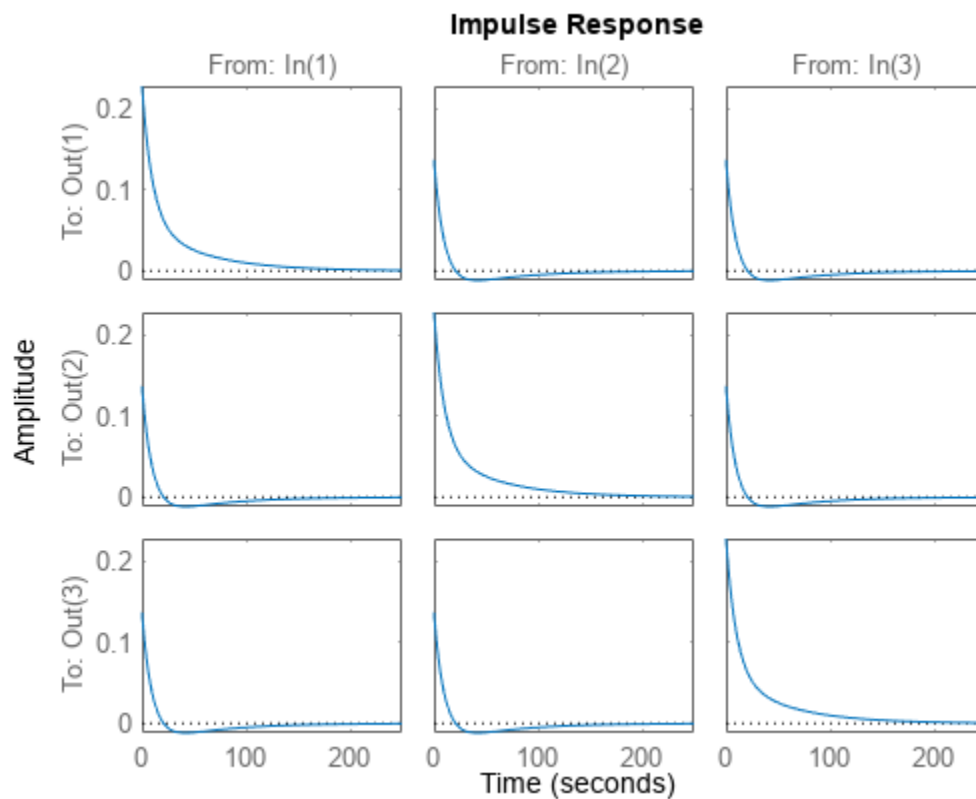 Impulse Response
From: In(1) From: In(2) From: In(3)
Amplitude
To: Out(1)
0.2
0.1
0
To: Out(2)
0.2
0.1
0
To: Out(3)
0.2
0.1
0
0 100 200 0 100 200 0 100 200
Time (seconds)